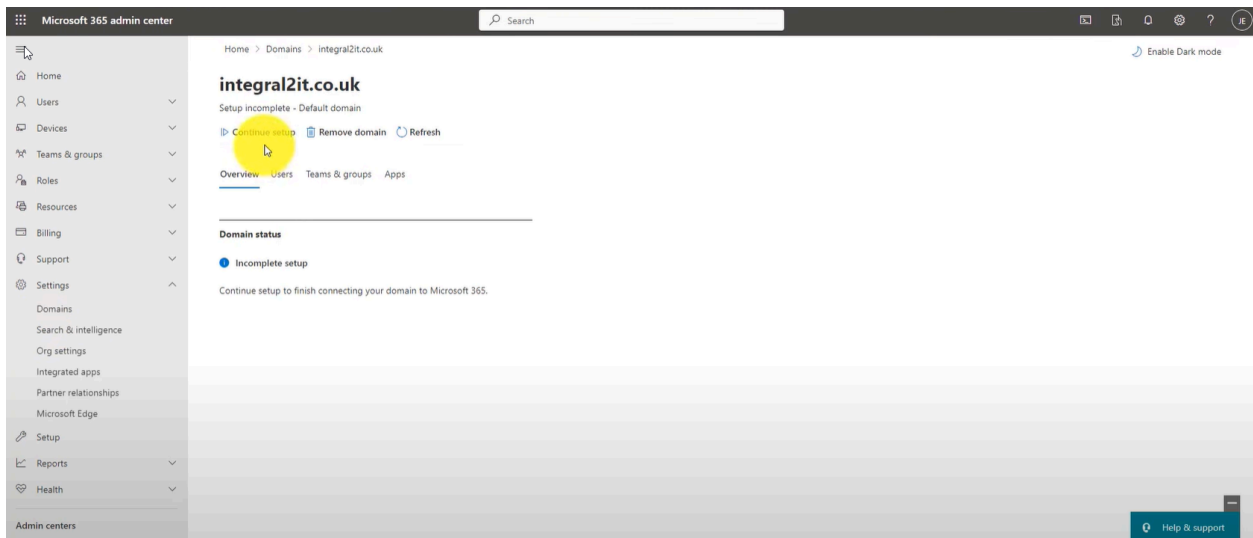 Microsoft 365 admin center
Search
JE
Home > Domains > integral2it.co.uk
Enable Dark mode
integral2it.co.uk
Setup incomplete - Default domain
Continue setup Remove domain Refresh
Overview Users Teams & groups Apps
Domain status
Incomplete setup
Continue setup to finish connecting your domain to Microsoft 365.
Home
Users
Devices
Teams & groups
Roles
Resources
Billing
Support
Settings
Domains
Search & intelligence
Org settings
Integrated apps
Partner relationships
Microsoft Edge
Setup
Reports
Health
Admin centers
Help & support